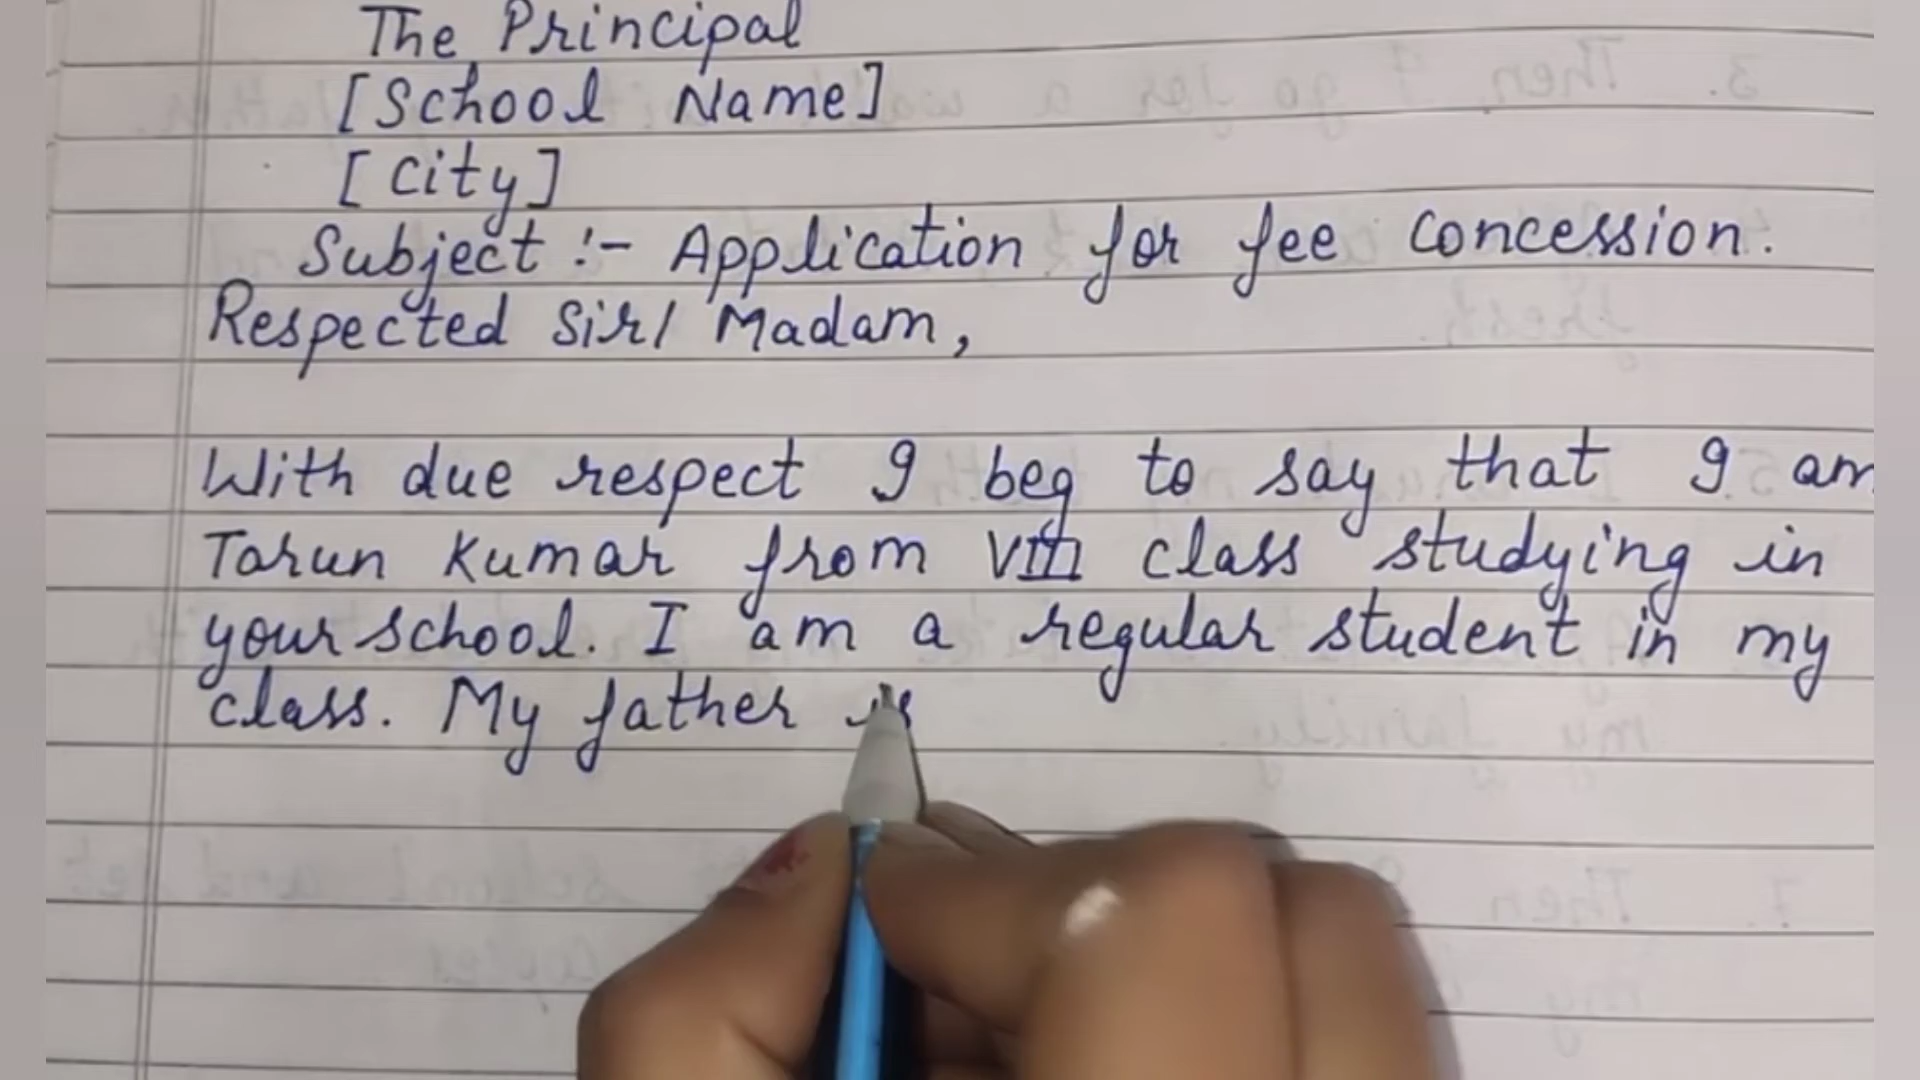 The Principal
[School Name]
[City]
Subject :- Application for fee concession.
Respected Sir/ Madam,
With due respect I beg to say that I am
Tarun Kumar from VIII class studying in
your school. I am a regular student in my
class. My father is